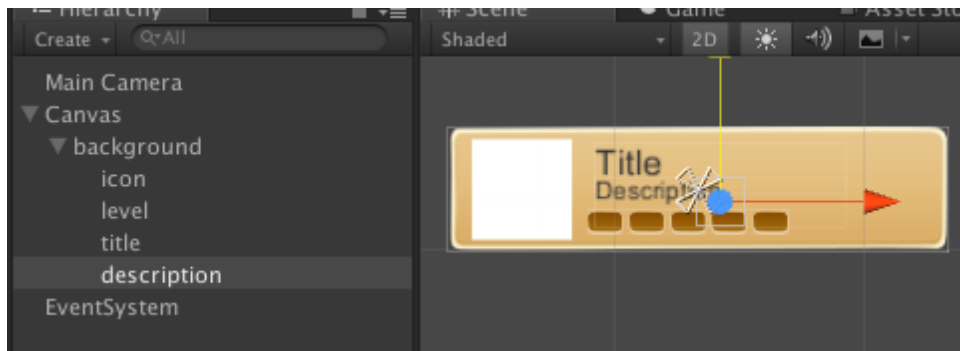 Hierarchy
Scene
Game
Asset Sto
Create
All
Shaded
2D
Main Camera
Canvas
background
icon
level
title
description
EventSystem
Title
Description